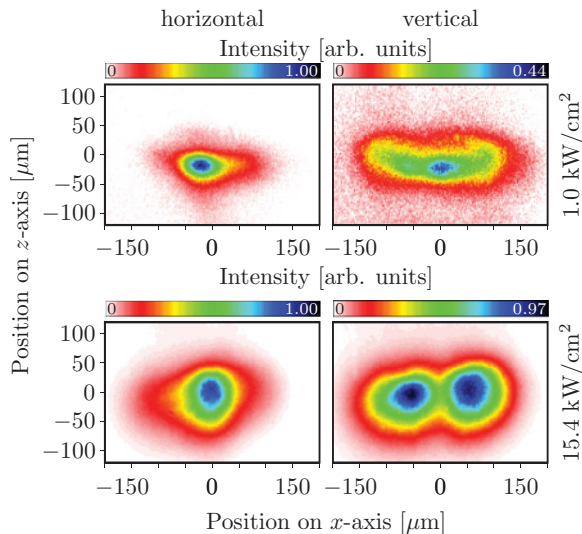 horizontal vertical
Intensity [arb. units]
0 1.00 0 0.44
Position on z-axis [μm]
100
50
0
−50
−100
1.0 kW/cm²
−150 0 150 −150 0 150
Intensity [arb. units]
0 1.00 0 0.97
100
50
0
−50
−100
15.4 kW/cm²
−150 0 150 −150 0 150
Position on x-axis [μm]